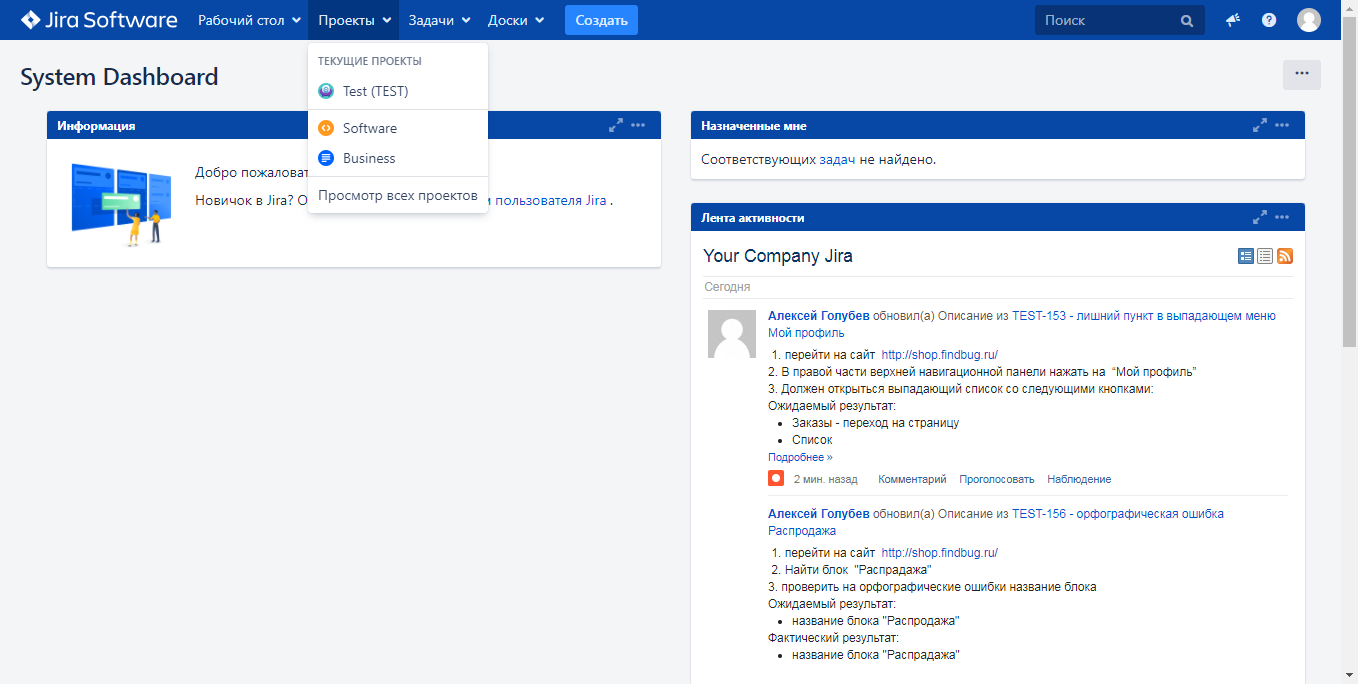 Jira Software Рабочий стол Проекты Задачи Доски Создать Поиск
ТЕКУЩИЕ ПРОЕКТЫ
Test (TEST)
Software
Business
Просмотр всех проектов
System Dashboard
Информация
Добро пожаловат
Новичок в Jira? О
пользователя Jira .
Назначенные мне
Соответствующих задач не найдено.
Лента активности
Your Company Jira
Сегодня
Алексей Голубев обновил(а) Описание из TEST-153 - лишний пункт в выпадающем меню
Мой профиль
1. перейти на сайт http://shop.findbug.ru/
2. В правой части верхней навигационной панели нажать на “Мой профиль”
3. Должен открыться выпадающий список со следующими кнопками:
Ожидаемый результат:
• Заказы - переход на страницу
• Список
Подробнее »
2 мин. назад Комментарий Проголосовать Наблюдение
Алексей Голубев обновил(а) Описание из TEST-156 - орфографическая ошибка
Распродажа
1. перейти на сайт http://shop.findbug.ru/
2. Найти блок "Распрадажа"
3. проверить на орфографические ошибки название блока
Ожидаемый результат:
• название блока "Распродажа"
Фактический результат:
• название блока "Распрадажа"